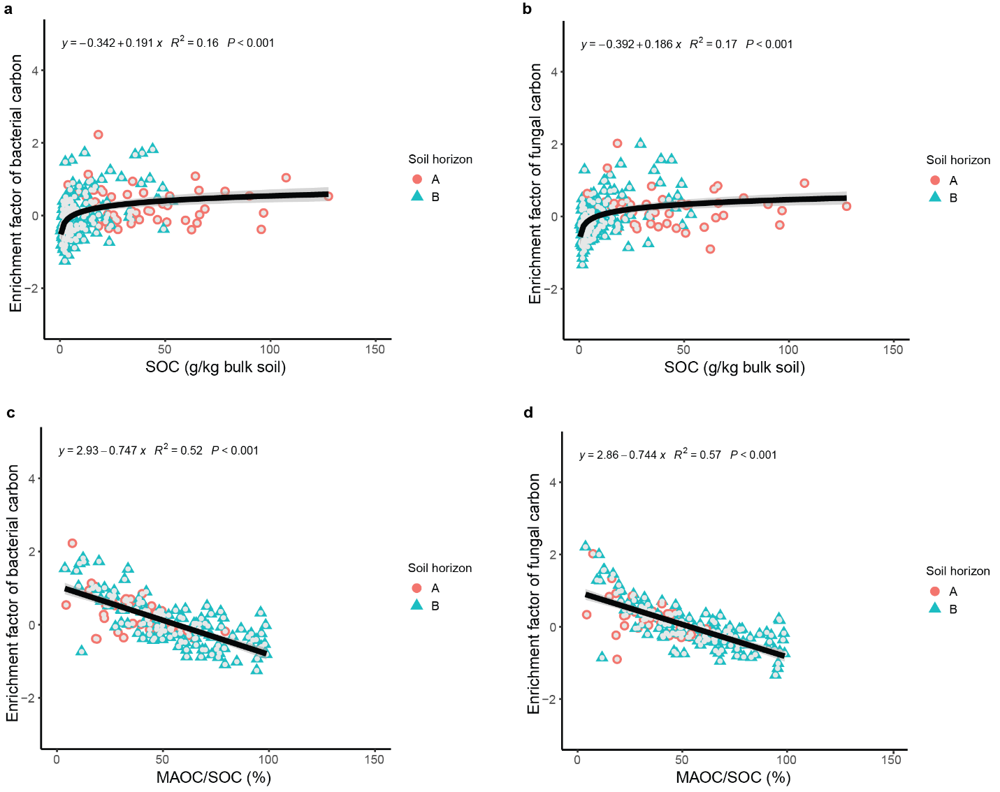 a
y = −0.342 + 0.191 x R² = 0.16 P < 0.001
Enrichment factor of bacterial carbon
4
2
0
−2
0 50 100 150
SOC (g/kg bulk soil)
Soil horizon
A
B
b
y = −0.392 + 0.186 x R² = 0.17 P < 0.001
Enrichment factor of fungal carbon
4
2
0
−2
0 50 100 150
SOC (g/kg bulk soil)
Soil horizon
A
B
c
y = 2.93 − 0.747 x R² = 0.52 P < 0.001
Enrichment factor of bacterial carbon
4
2
0
−2
0 50 100 150
MAOC/SOC (%)
Soil horizon
A
B
d
y = 2.86 − 0.744 x R² = 0.57 P < 0.001
Enrichment factor of fungal carbon
4
2
0
−2
0 50 100 150
MAOC/SOC (%)
Soil horizon
A
B